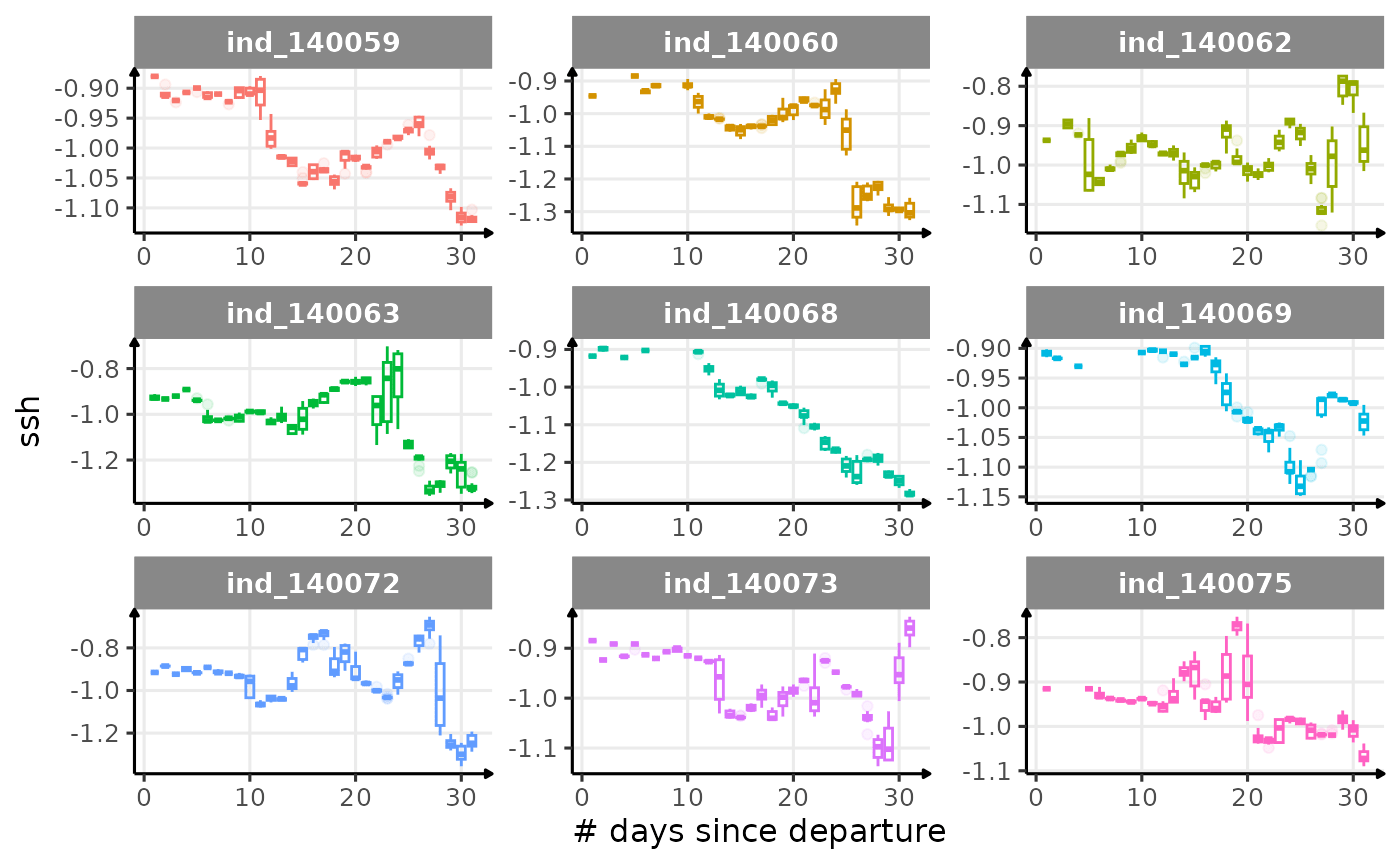 ind_140059 ind_140060 ind_140062
-0.90 -0.95 -1.00 -1.05 -1.10
-0.9 -1.0 -1.1 -1.2 -1.3
-0.8 -0.9 -1.0 -1.1
0 10 20 30 0 10 20 30 0 10 20 30
ind_140063 ind_140068 ind_140069
ssh
-0.8 -1.0 -1.2
-0.9 -1.0 -1.1 -1.2 -1.3
-0.90 -0.95 -1.00 -1.05 -1.10 -1.15
0 10 20 30 0 10 20 30 0 10 20 30
ind_140072 ind_140073 ind_140075
-0.8 -1.0 -1.2
-0.9 -1.0 -1.1
-0.8 -0.9 -1.0 -1.1
0 10 20 30 0 10 20 30 0 10 20 30
# days since departure